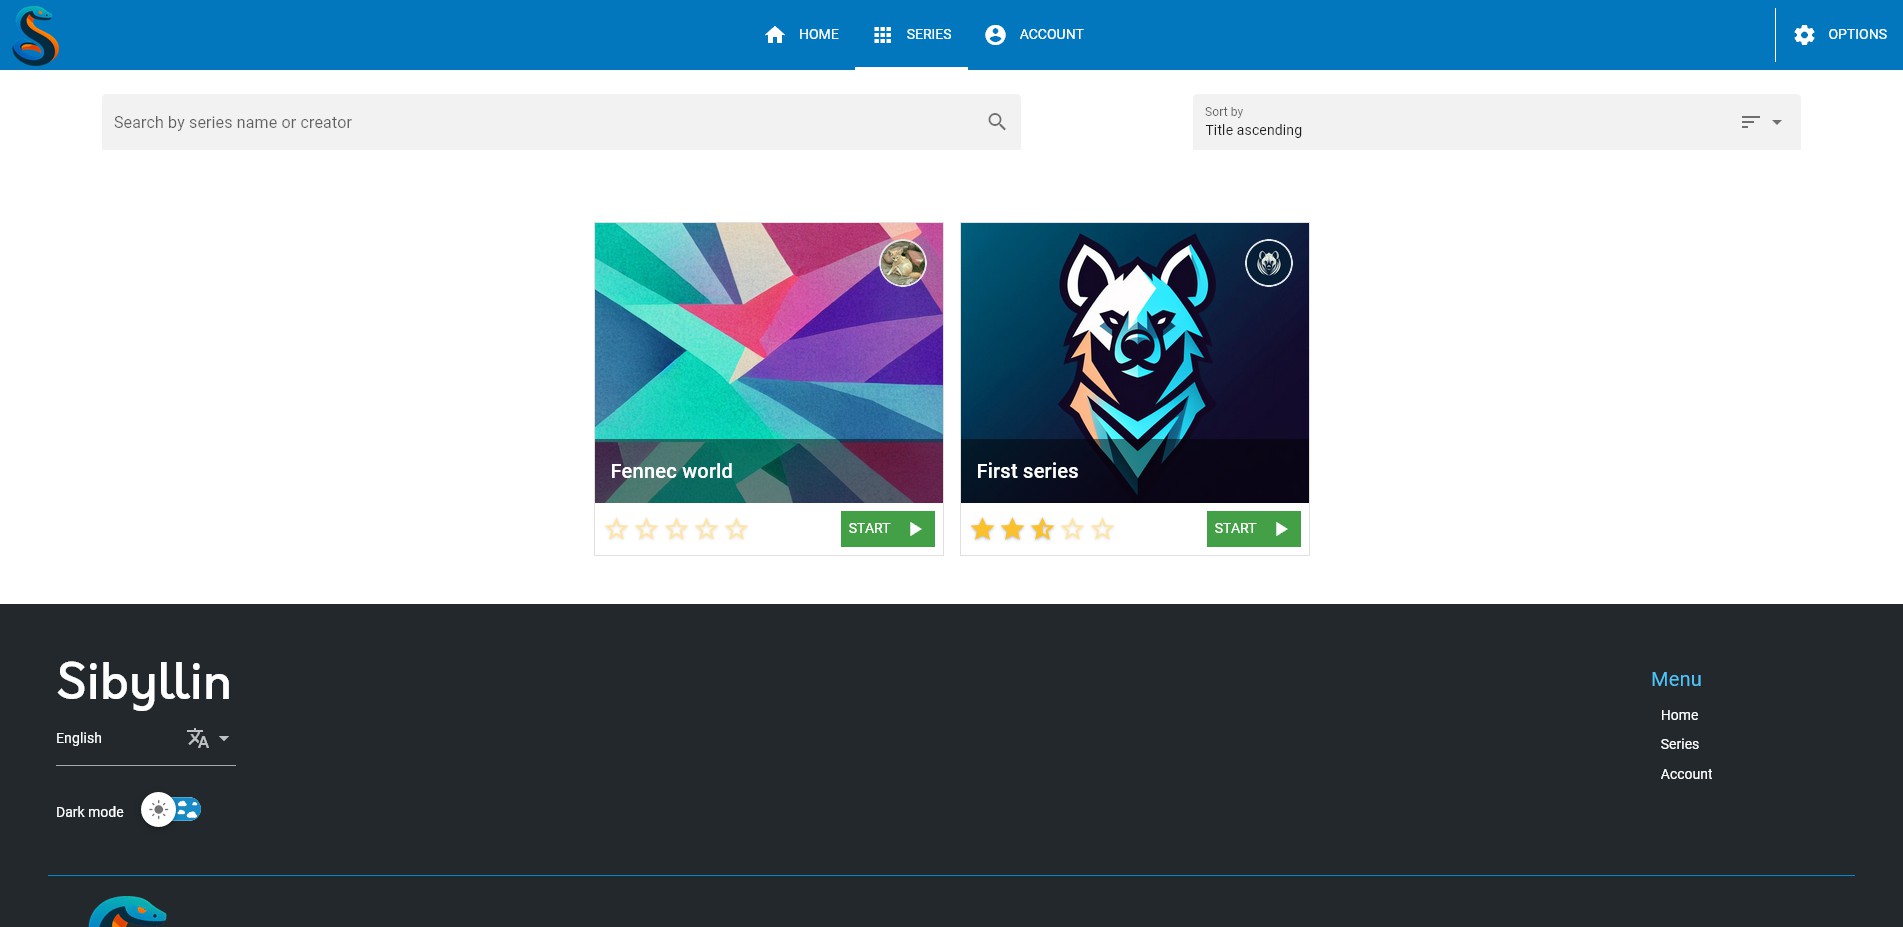 HOME
SERIES
ACCOUNT
OPTIONS
Search by series name or creator
Sort by
Title ascending
Fennec world
First series
START
START
Sibyllin
English
Dark mode
Menu
Home
Series
Account